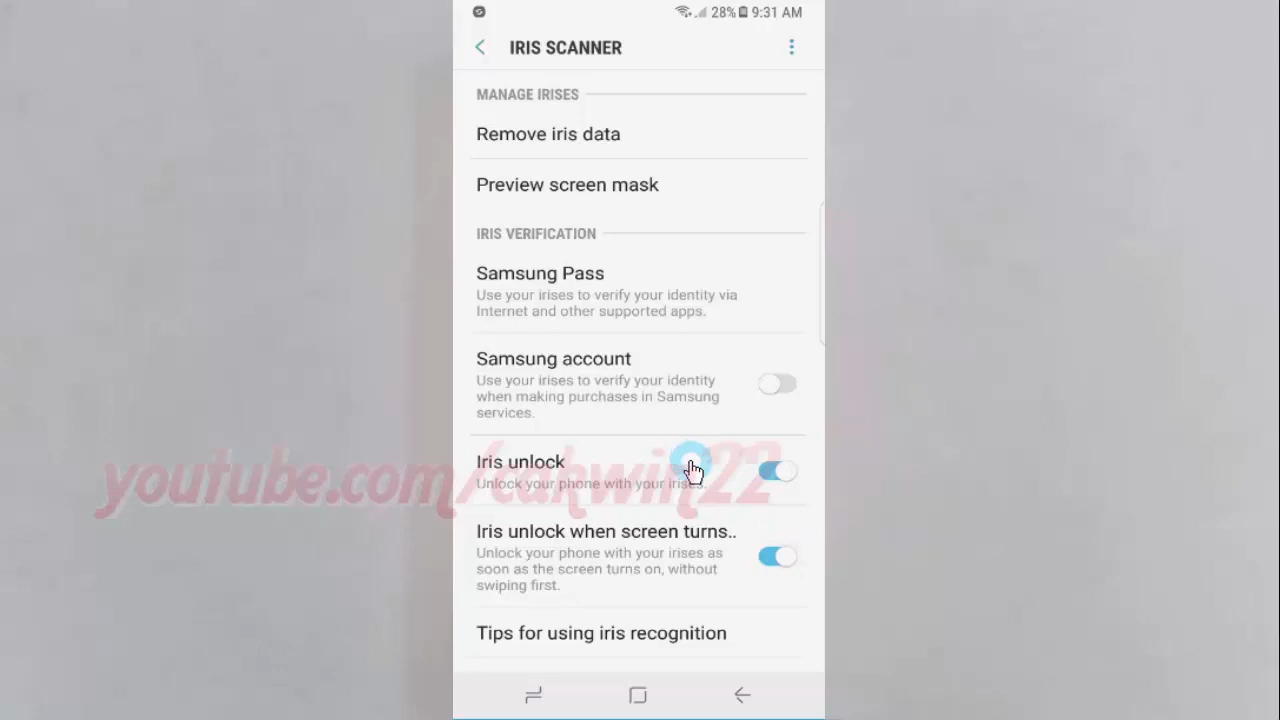 28% 9:31 AM
IRIS SCANNER
MANAGE IRISES
Remove iris data
Preview screen mask
IRIS VERIFICATION
Samsung Pass
Use your irises to verify your identity via
Internet and other supported apps.
Samsung account
Use your irises to verify your identity
when making purchases in Samsung
services.
Iris unlock
Unlock your phone with your irises.
youtube.com/cakwin22
Iris unlock when screen turns..
Unlock your phone with your irises as
soon as the screen turns on, without
swiping first.
Tips for using iris recognition